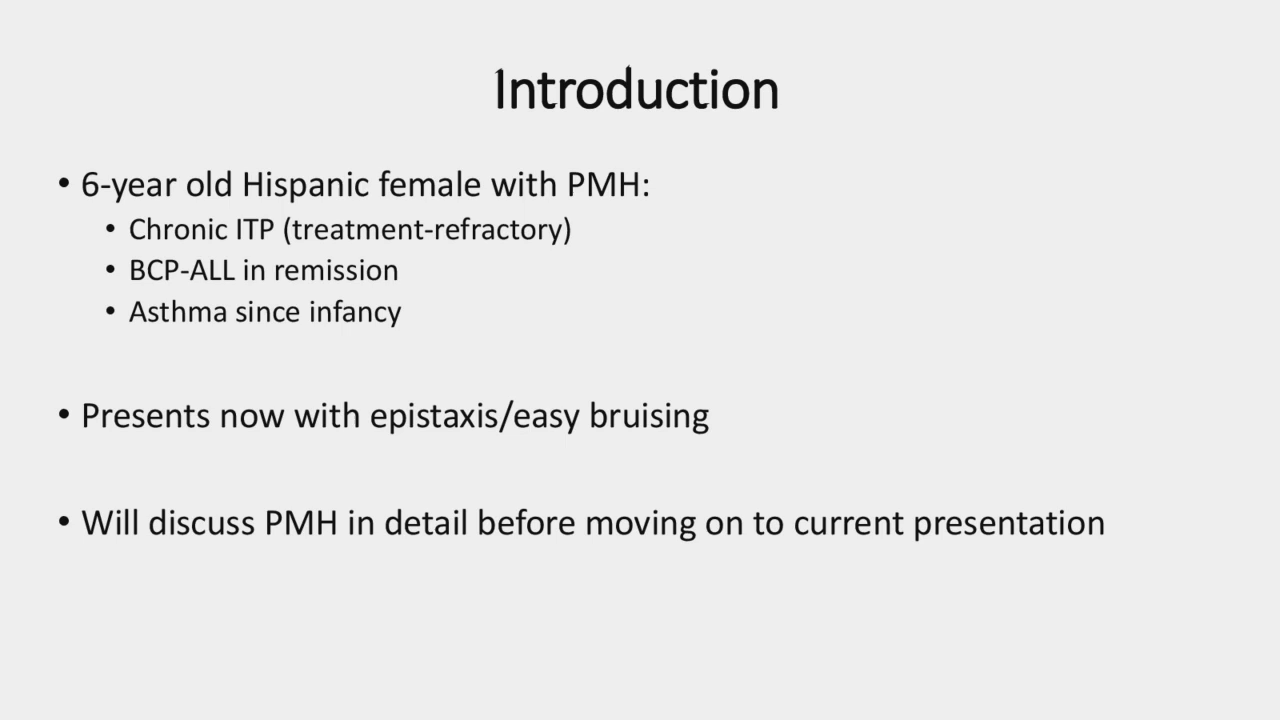 Introduction
• 6-year old Hispanic female with PMH:
• Chronic ITP (treatment-refractory)
• BCP-ALL in remission
• Asthma since infancy
• Presents now with epistaxis/easy bruising
• Will discuss PMH in detail before moving on to current presentation